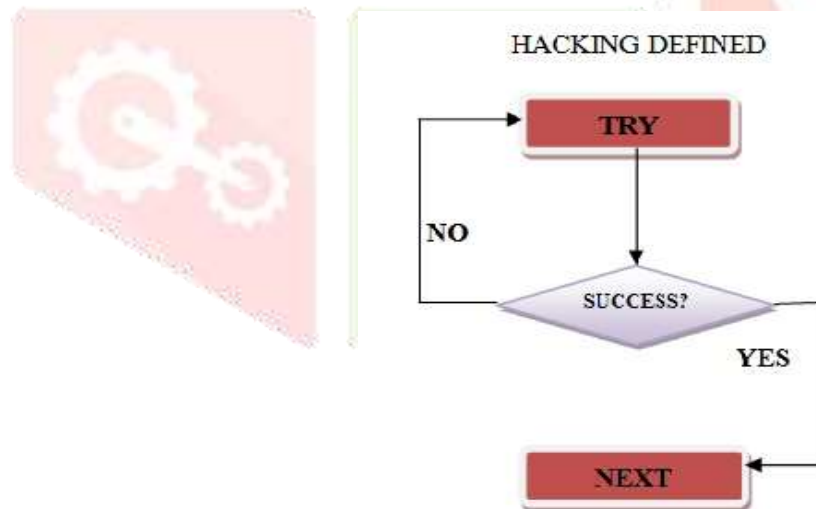 HACKING DEFINED
TRY
NO
SUCCESS?
YES
NEXT